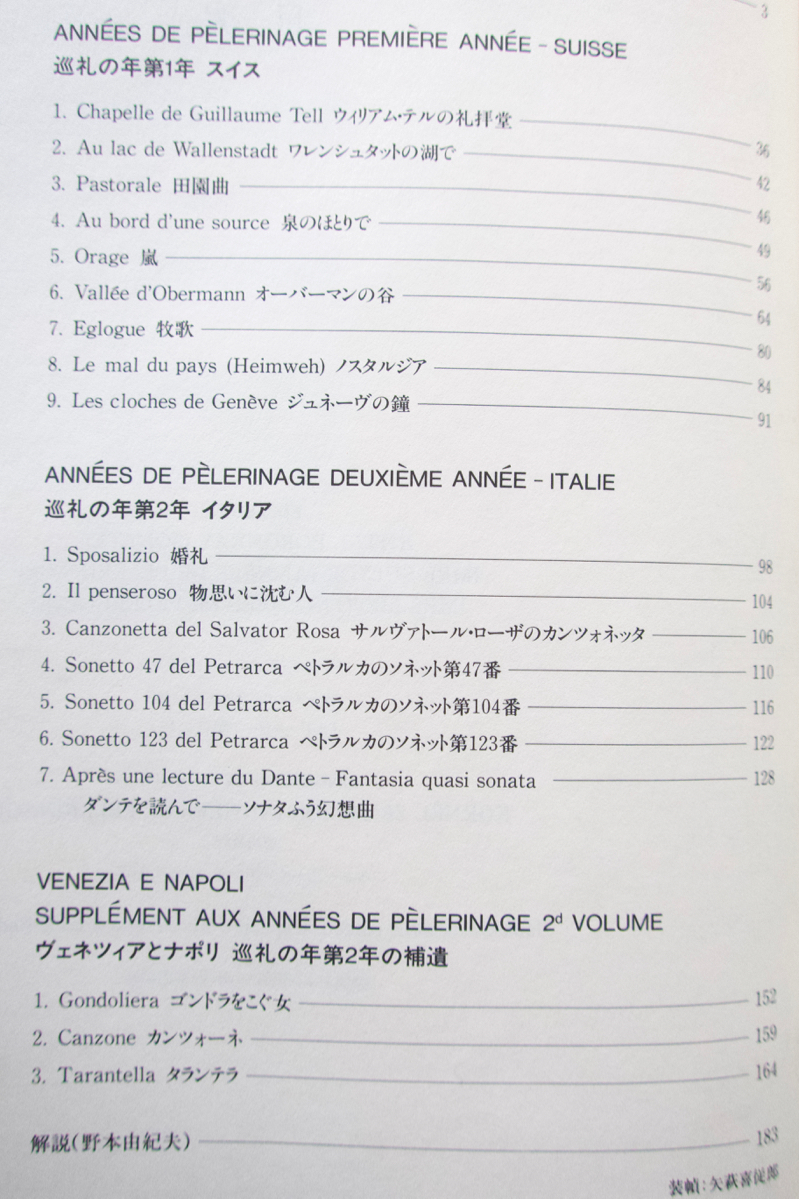 3
ANNÉES DE PÈLERINAGE PREMIÈRE ANNÉE – SUISSE
巡礼の年第1年 スイス
1. Chapelle de Guillaume Tell ウィリアム・テルの礼拝堂 36
2. Au lac de Wallenstadt ワレンシュタットの湖で 42
3. Pastorale 田園曲 46
4. Au bord d'une source 泉のほとりで 49
5. Orage 嵐 56
6. Vallée d'Obermann オーバーマンの谷 64
7. Eglogue 牧歌 80
8. Le mal du pays (Heimweh) ノスタルジア 84
9. Les cloches de Genève ジュネーヴの鐘 91
ANNÉES DE PÈLERINAGE DEUXIÈME ANNÉE – ITALIE
巡礼の年第2年 イタリア
1. Sposalizio 婚礼 98
2. Il penseroso 物思いに沈む人 104
3. Canzonetta del Salvator Rosa サルヴァトール・ローザのカンツォネッタ 106
4. Sonetto 47 del Petrarca ペトラルカのソネット第47番 110
5. Sonetto 104 del Petrarca ペトラルカのソネット第104番 116
6. Sonetto 123 del Petrarca ペトラルカのソネット第123番 122
7. Après une lecture du Dante – Fantasia quasi sonata 128
ダンテを読んで――ソナタふう幻想曲
VENEZIA E NAPOLI
SUPPLÉMENT AUX ANNÉES DE PÈLERINAGE 2d VOLUME
ヴェネツィアとナポリ 巡礼の年第2年の補遺
1. Gondoliera ゴンドラをこぐ女 152
2. Canzone カンツォーネ 159
3. Tarantella タランテラ 164
解説(野本由紀夫) 183
装幀:矢萩喜従郎